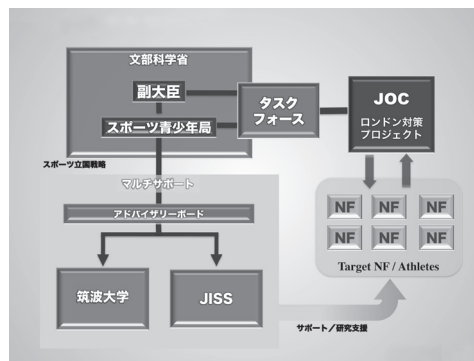 文部科学省
副大臣
スポーツ青少年局
タスク
フォース
JOC
ロンドン対策
プロジェクト
スポーツ立国戦略
マルチサポート
アドバイザリーボード
筑波大学
JISS
NF NF NF
NF NF NF
Target NF / Athletes
サポート／研究支援